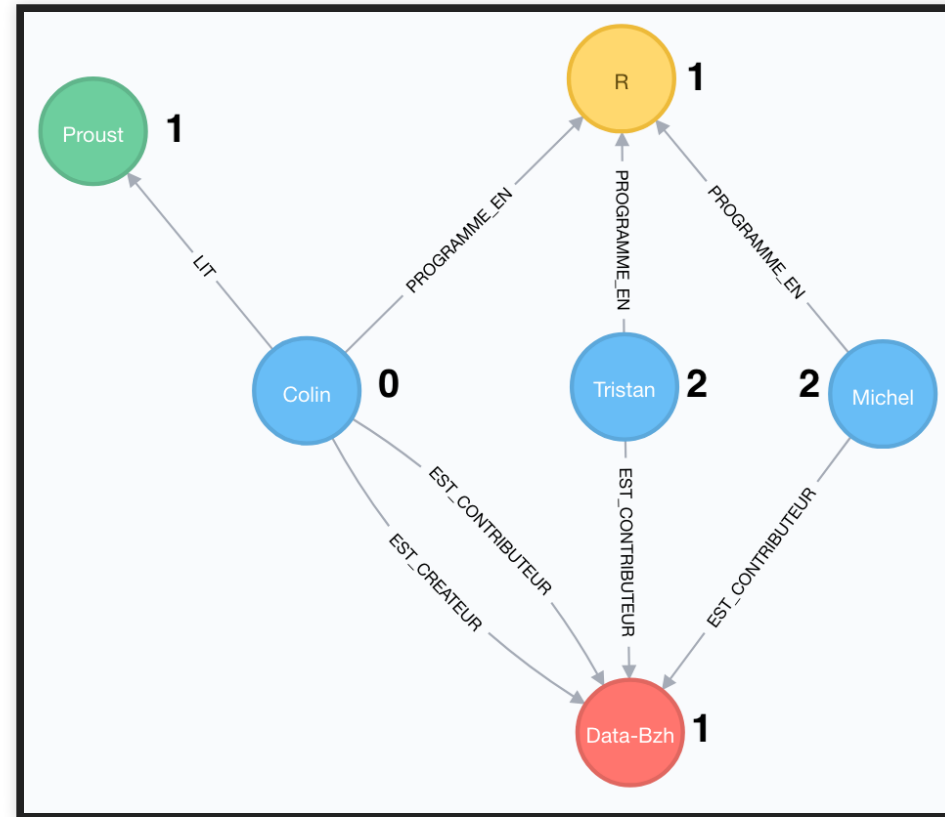 R
1
Proust
1
LIT
PROGRAMME_EN
PROGRAMME_EN
PROGRAMME_EN
Colin
0
Tristan
2
2
Michel
EST_CONTRIBUTEUR
EST_CREATEUR
EST_CONTRIBUTEUR
EST_CONTRIBUTEUR
Data-Bzh
1